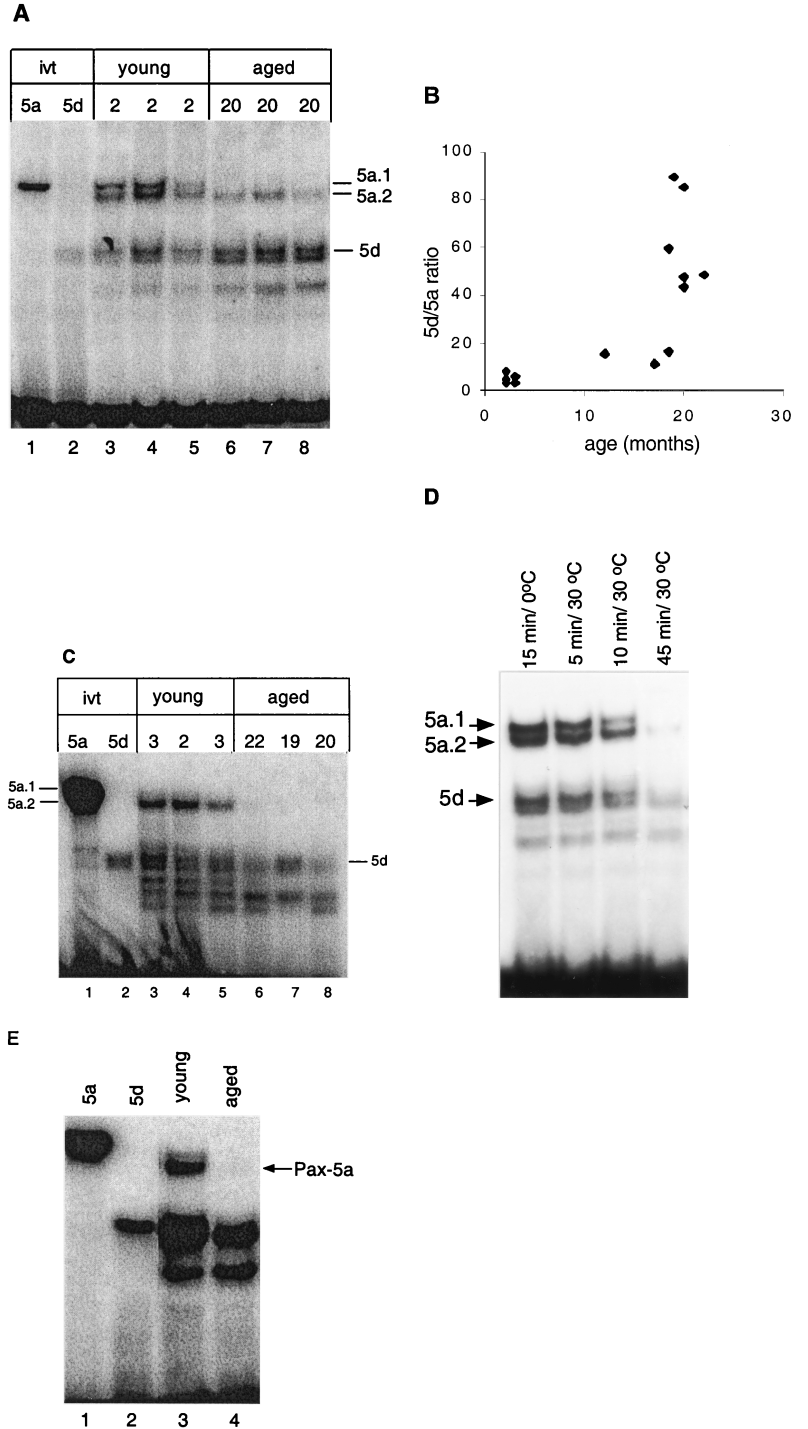 A
ivt young aged
5a 5d 2 2 2 20 20 20
5a.1
5a.2
5d
1 2 3 4 5 6 7 8
B
5d/5a ratio
100
80
60
40
20
0
0 10 20 30
age (months)
C
ivt young aged
5a 5d 3 2 3 22 19 20
5a.1
5a.2
5d
1 2 3 4 5 6 7 8
D
15 min/ 0ºC
5 min/ 30 ºC
10 min/ 30 ºC
45 min/ 30 ºC
5a.1
5a.2
5d
E
5a 5d young aged
Pax-5a
1 2 3 4